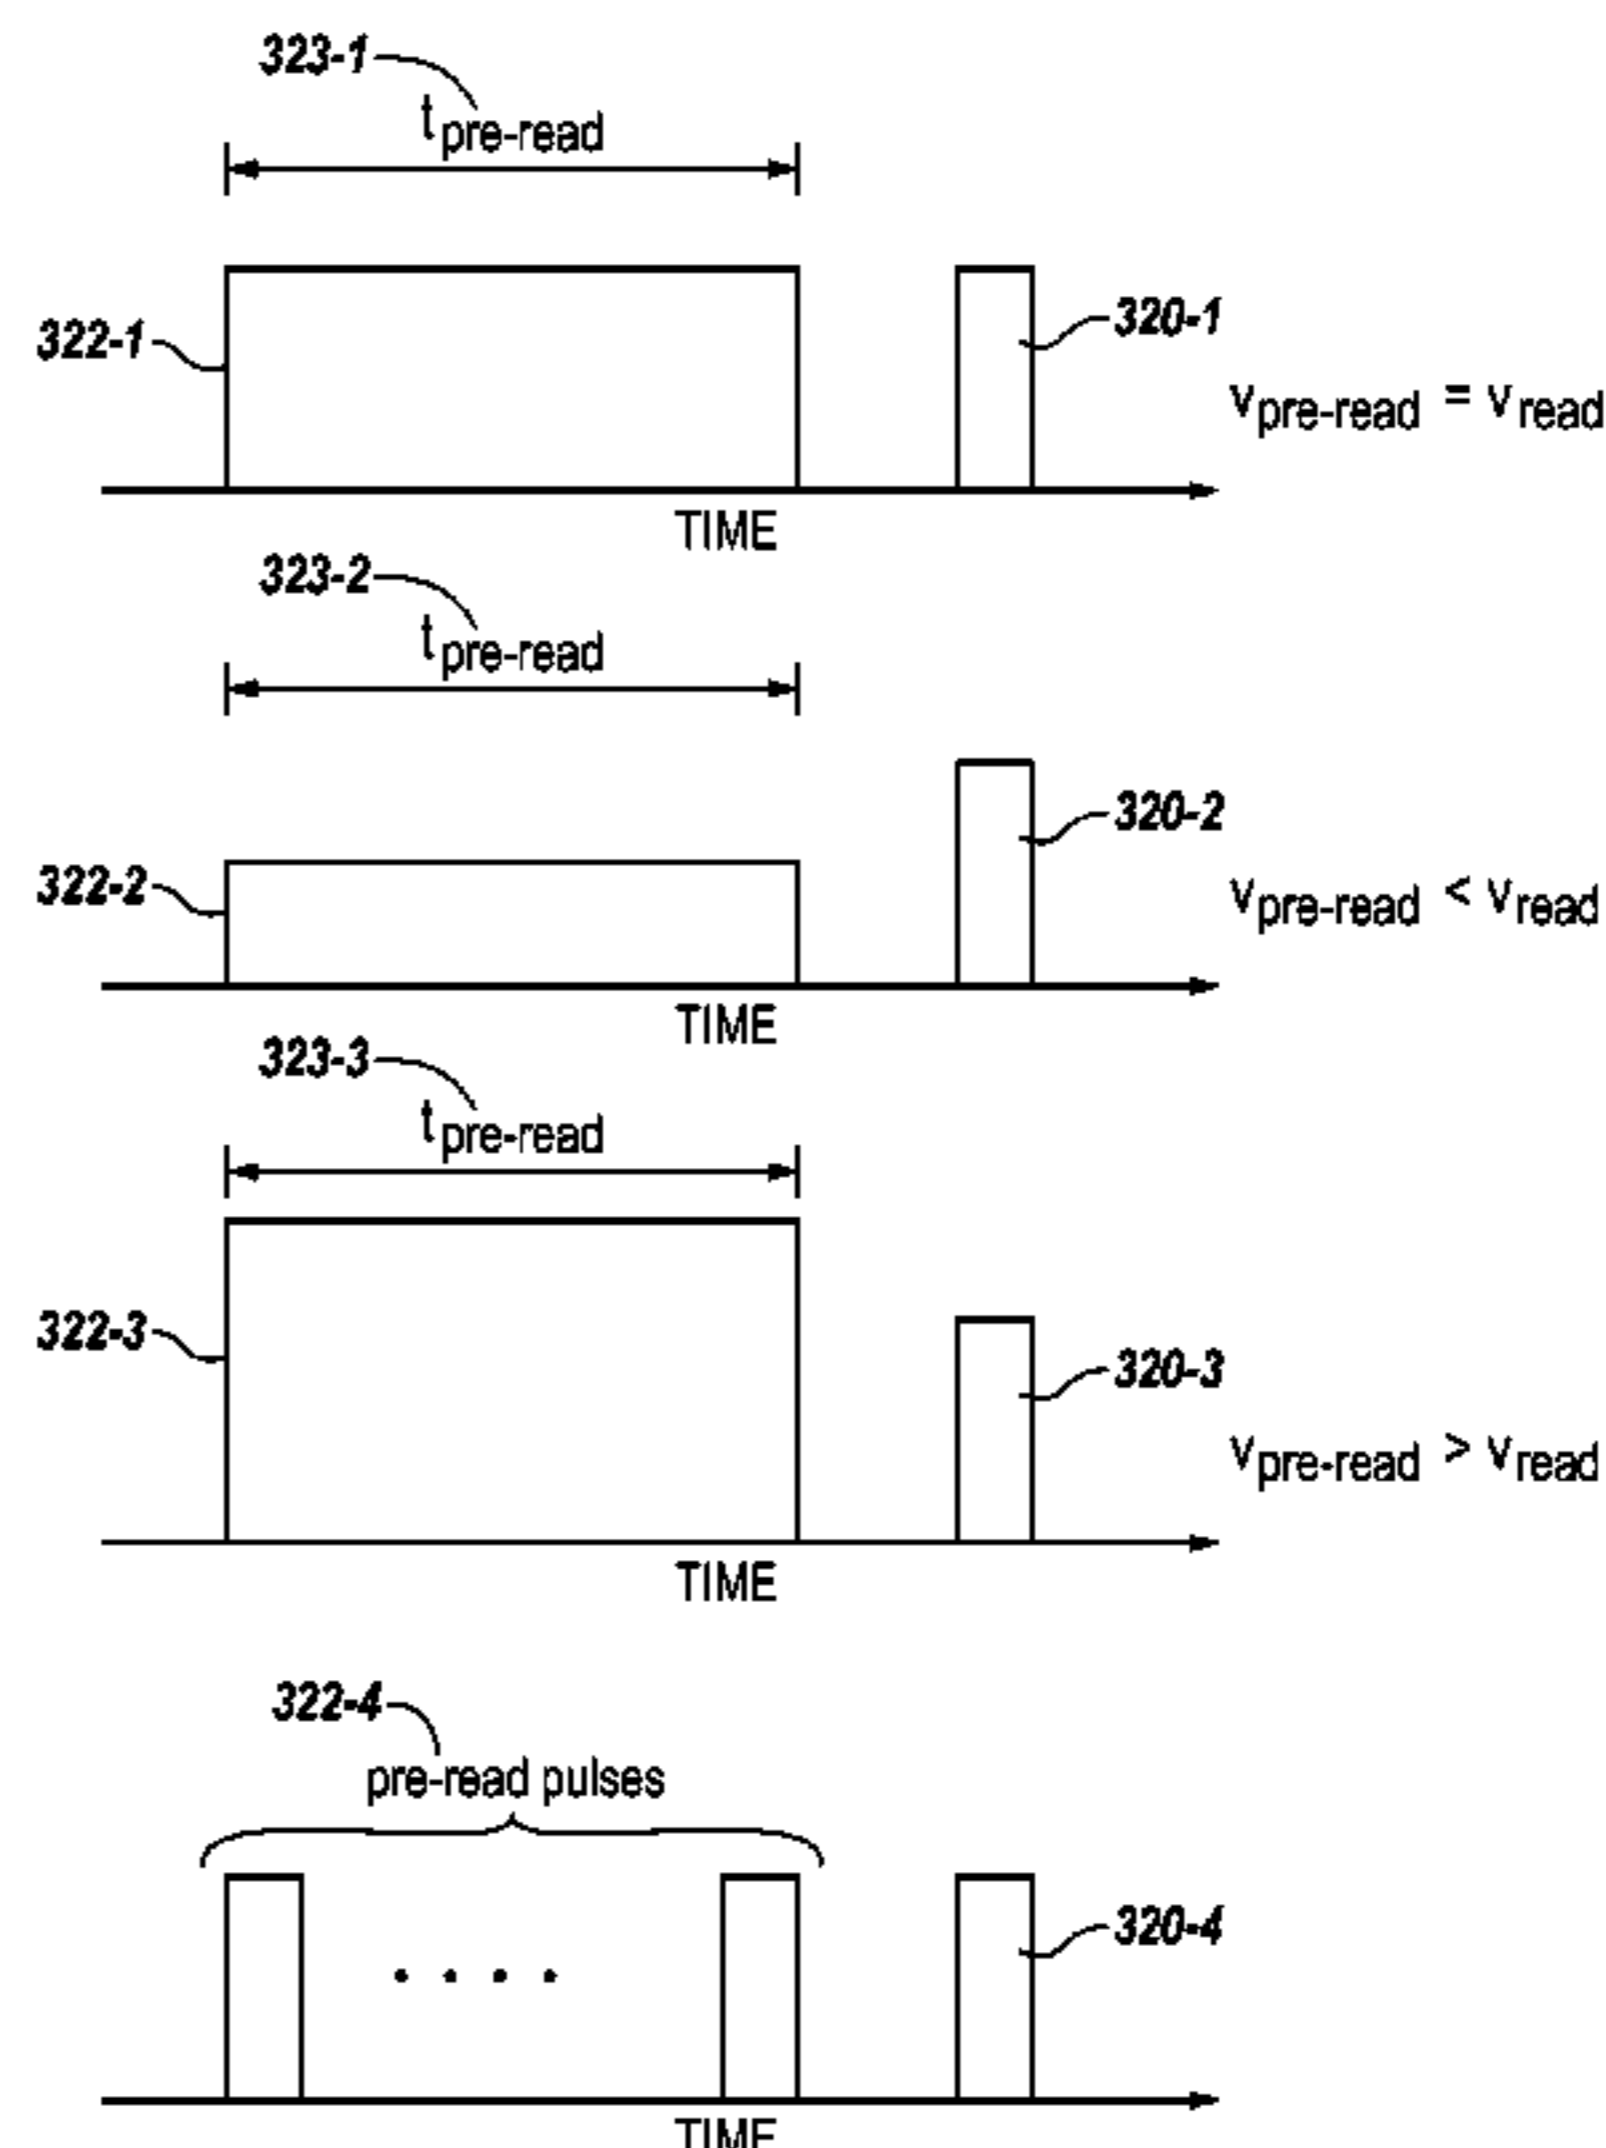 323-1
tpre-read
322-1
320-1
vpre-read = vread
TIME
323-2
tpre-read
320-2
322-2
vpre-read < vread
TIME
323-3
tpre-read
322-3
320-3
vpre-read > vread
TIME
322-4
pre-read pulses
320-4
TIME